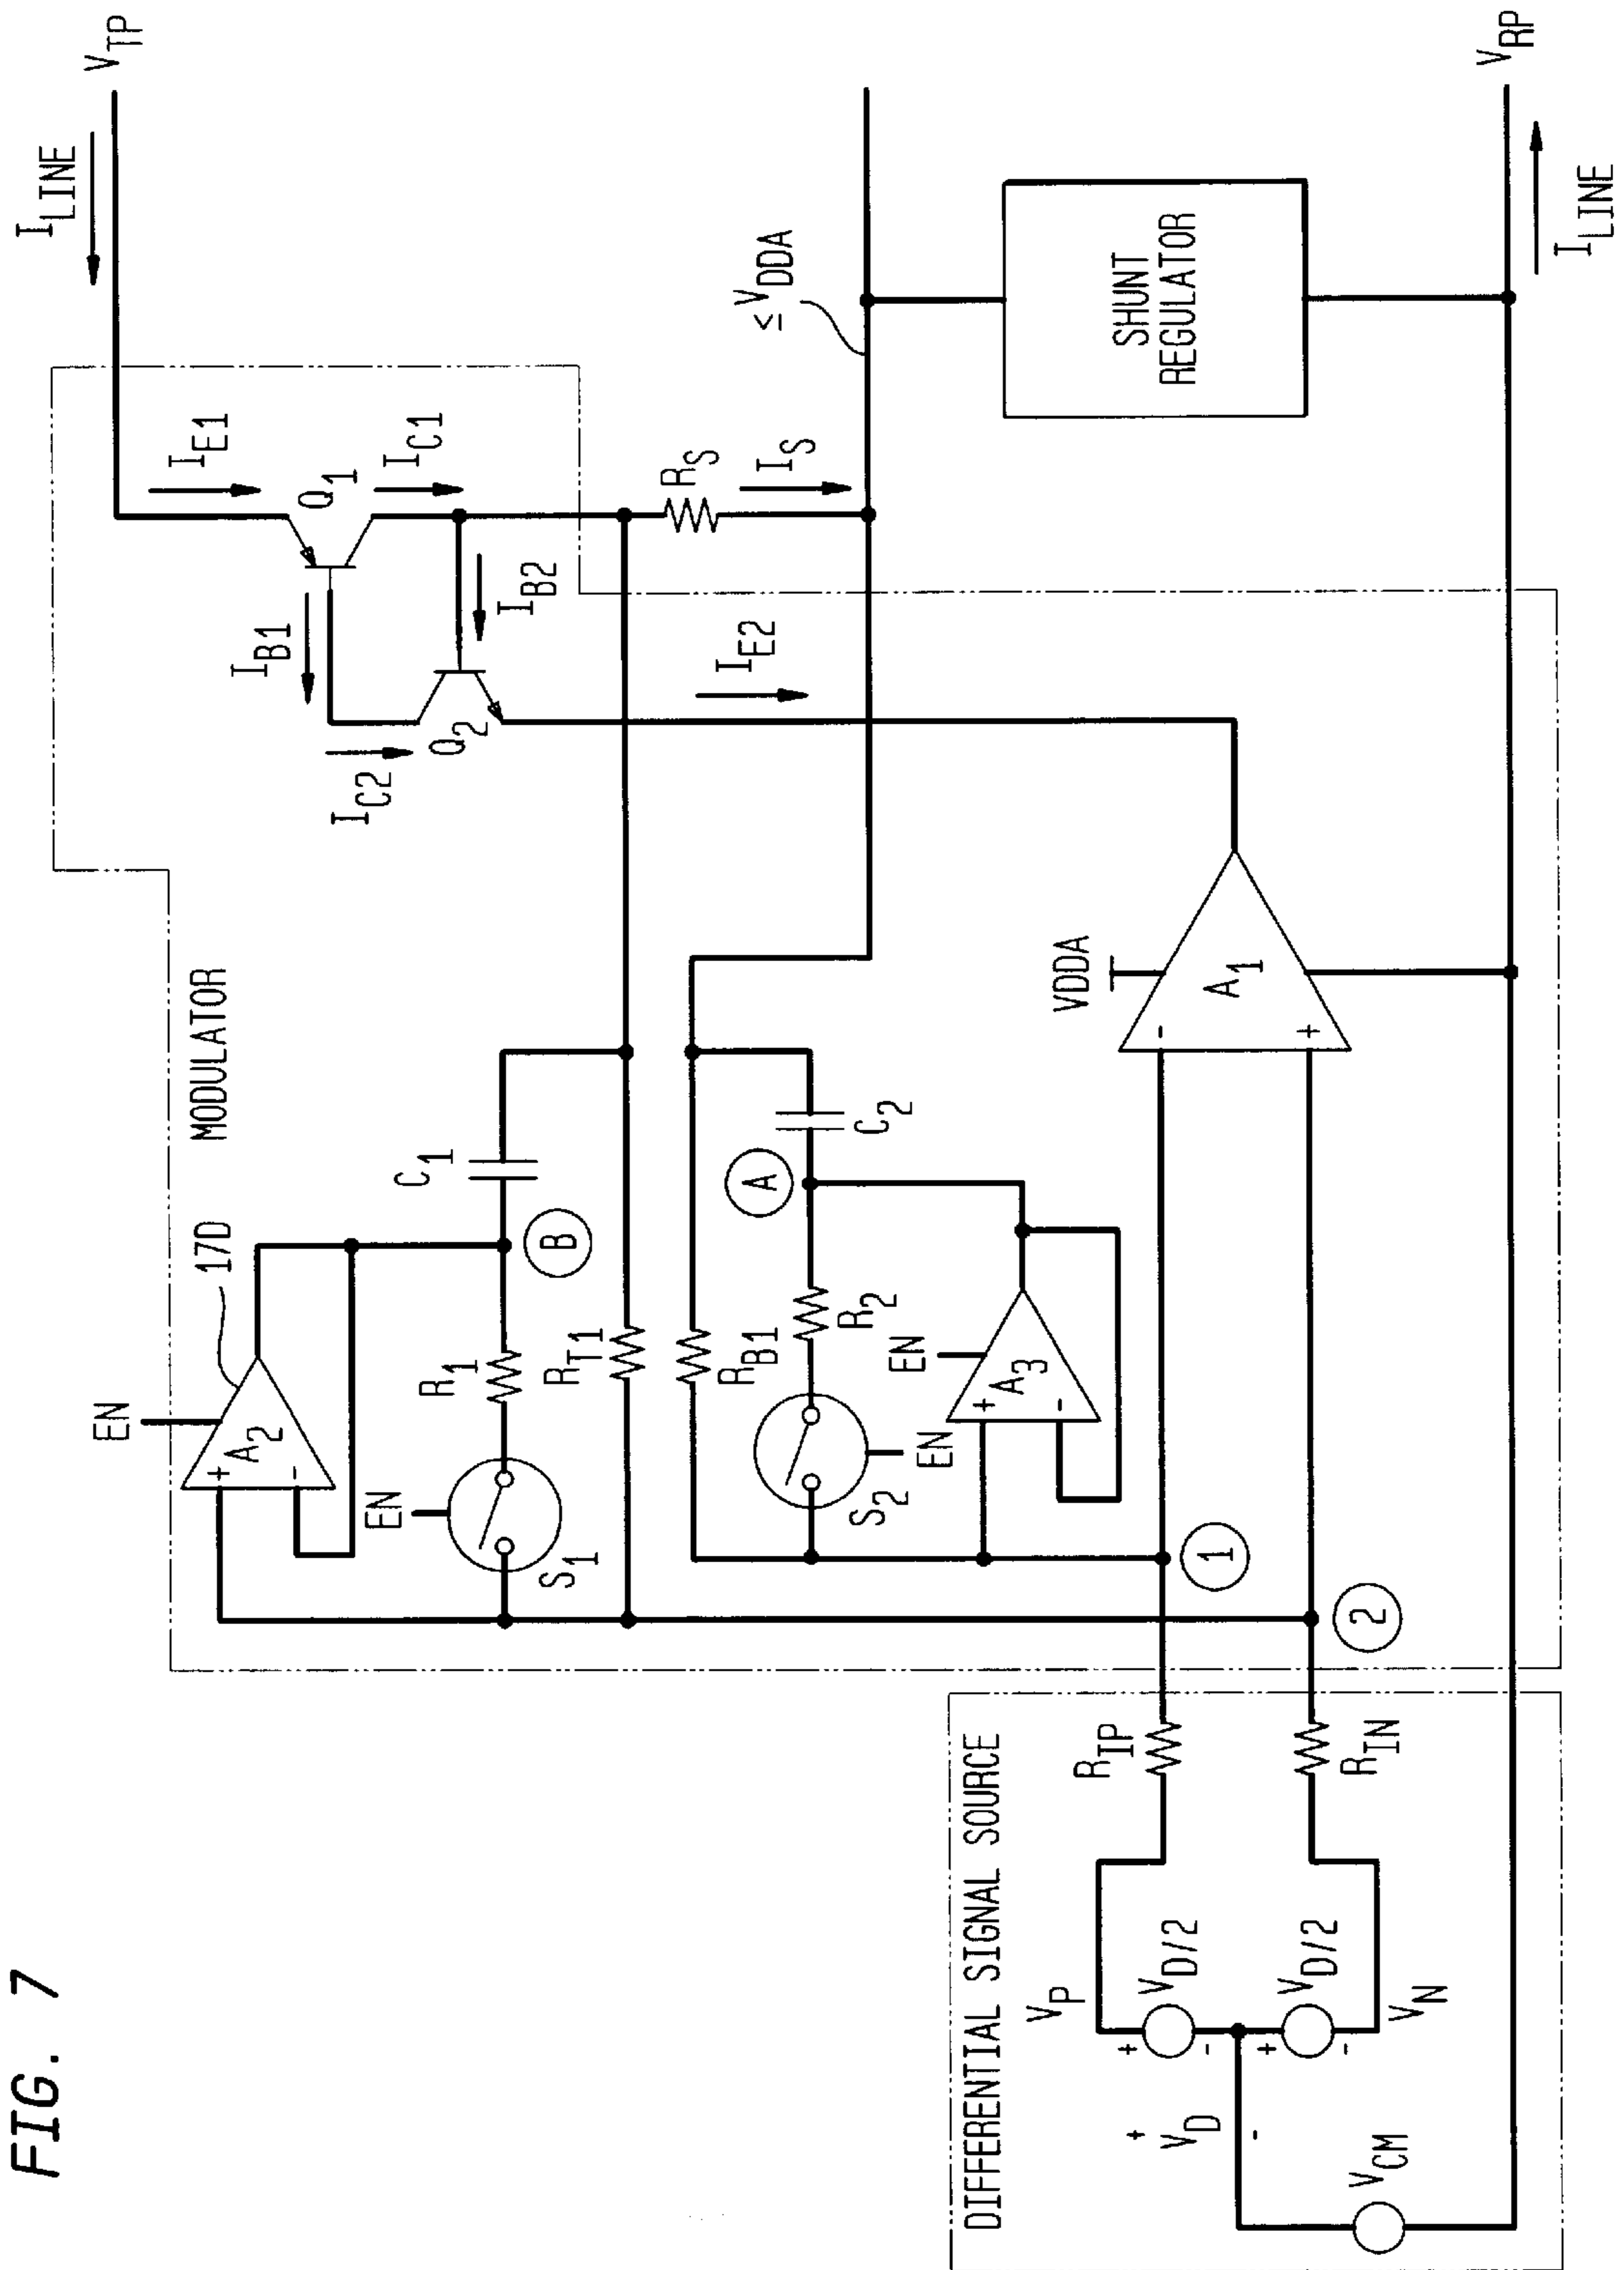 FIG. 7
I_LINE
V_TP
MODULATOR
17D
EN
A_2
+
-
I_E1
Q_1
I_C1
I_B1
I_B2
I_C2
Q_2
I_E2
R_S
I_S
≤ V_DDA
C_1
B
R_1
EN
S_1
R_T1
R_B1
A
C_2
R_2
EN
S_2
EN
A_3
+
-
VDDA
A_1
-
+
SHUNT
REGULATOR
1
2
DIFFERENTIAL SIGNAL SOURCE
R_IP
R_IN
V_P
+
V_D/2
-
+
V_D/2
-
V_N
+
V_D
-
V_CM
V_RP
I_LINE